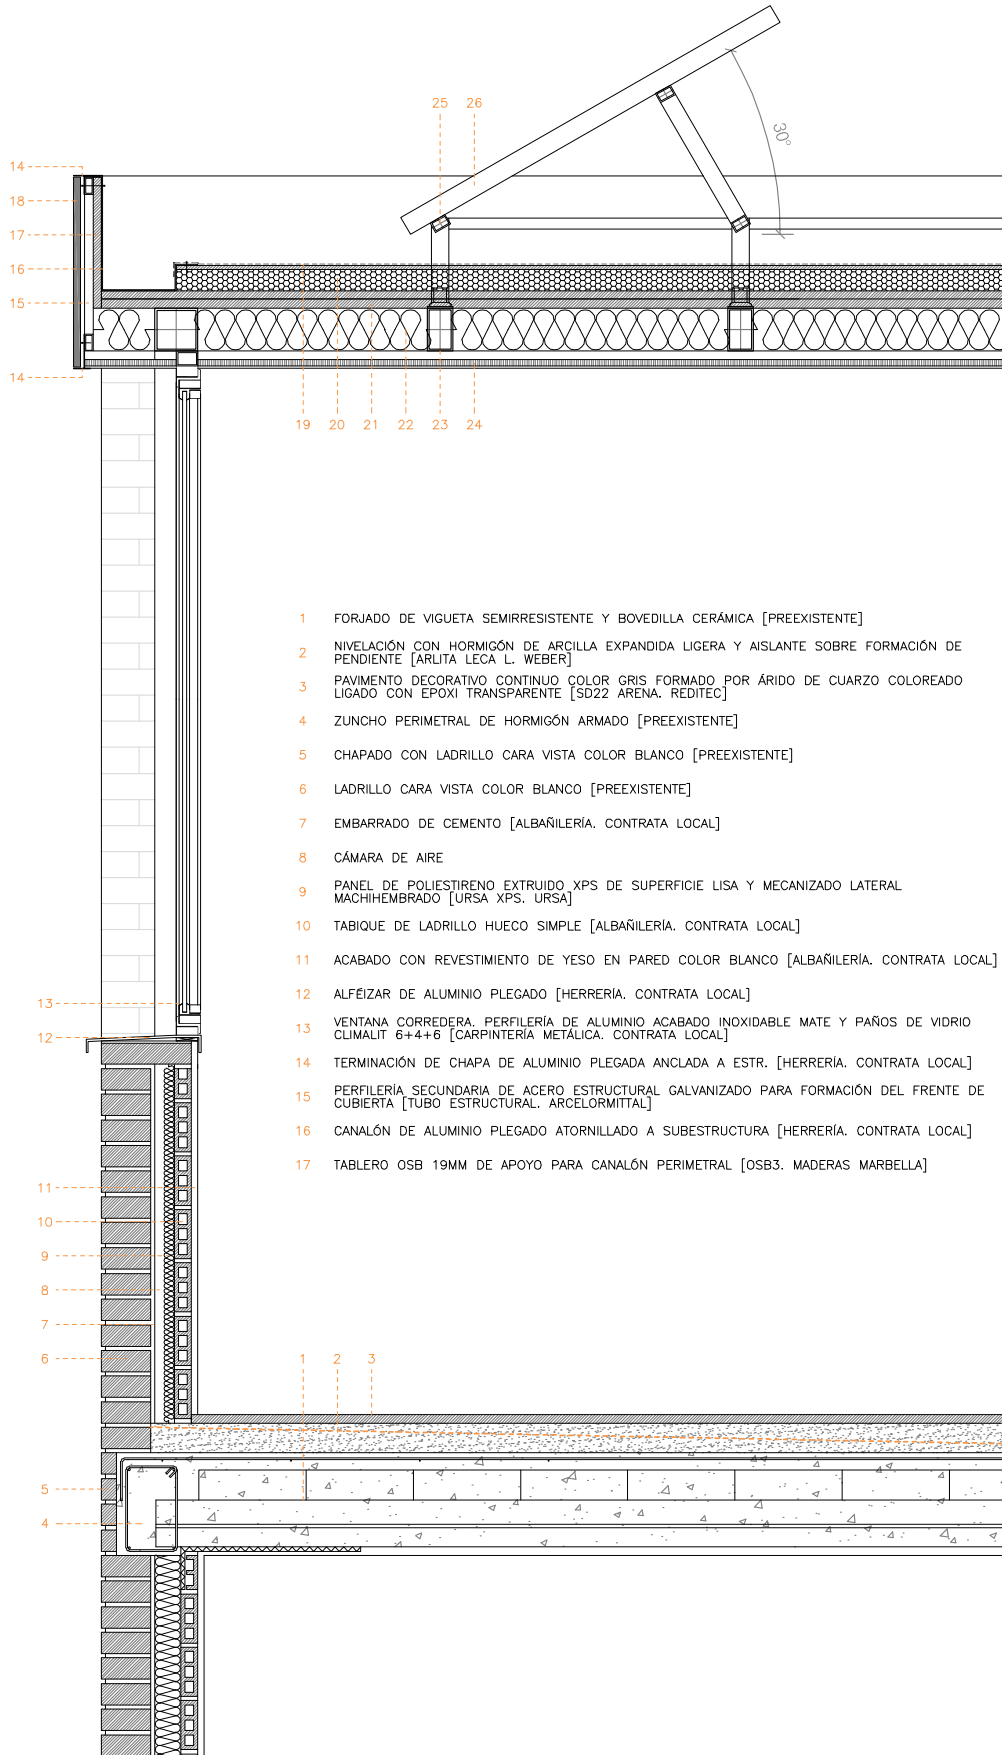 25 26
30°
14
18
17
16
15
14
19 20 21 22 23 24
1 FORJADO DE VIGUETA SEMIRRESISTENTE Y BOVEDILLA CERÁMICA [PREEXISTENTE]
2 NIVELACIÓN CON HORMIGÓN DE ARCILLA EXPANDIDA LIGERA Y AISLANTE SOBRE FORMACIÓN DE
PENDIENTE [ARLITA LECA L. WEBER]
3 PAVIMENTO DECORATIVO CONTINUO COLOR GRIS FORMADO POR ÁRIDO DE CUARZO COLOREADO
LIGADO CON EPOXI TRANSPARENTE [SD22 ARENA. REDITEC]
4 ZUNCHO PERIMETRAL DE HORMIGÓN ARMADO [PREEXISTENTE]
5 CHAPADO CON LADRILLO CARA VISTA COLOR BLANCO [PREEXISTENTE]
6 LADRILLO CARA VISTA COLOR BLANCO [PREEXISTENTE]
7 EMBARRADO DE CEMENTO [ALBAÑILERÍA. CONTRATA LOCAL]
8 CÁMARA DE AIRE
9 PANEL DE POLIESTIRENO EXTRUIDO XPS DE SUPERFICIE LISA Y MECANIZADO LATERAL
MACHIHEMBRADO [URSA XPS. URSA]
10 TABIQUE DE LADRILLO HUECO SIMPLE [ALBAÑILERÍA. CONTRATA LOCAL]
11 ACABADO CON REVESTIMIENTO DE YESO EN PARED COLOR BLANCO [ALBAÑILERÍA. CONTRATA LOCAL]
12 ALFÉIZAR DE ALUMINIO PLEGADO [HERRERÍA. CONTRATA LOCAL]
13 VENTANA CORREDERA. PERFILERÍA DE ALUMINIO ACABADO INOXIDABLE MATE Y PAÑOS DE VIDRIO
CLIMALIT 6+4+6 [CARPINTERÍA METÁLICA. CONTRATA LOCAL]
14 TERMINACIÓN DE CHAPA DE ALUMINIO PLEGADA ANCLADA A ESTR. [HERRERÍA. CONTRATA LOCAL]
15 PERFILERÍA SECUNDARIA DE ACERO ESTRUCTURAL GALVANIZADO PARA FORMACIÓN DEL FRENTE DE
CUBIERTA [TUBO ESTRUCTURAL. ARCELORMITTAL]
16 CANALÓN DE ALUMINIO PLEGADO ATORNILLADO A SUBESTRUCTURA [HERRERÍA. CONTRATA LOCAL]
17 TABLERO OSB 19MM DE APOYO PARA CANALÓN PERIMETRAL [OSB3. MADERAS MARBELLA]
13
12
11
10
9
8
7
6
1 2 3
5
4